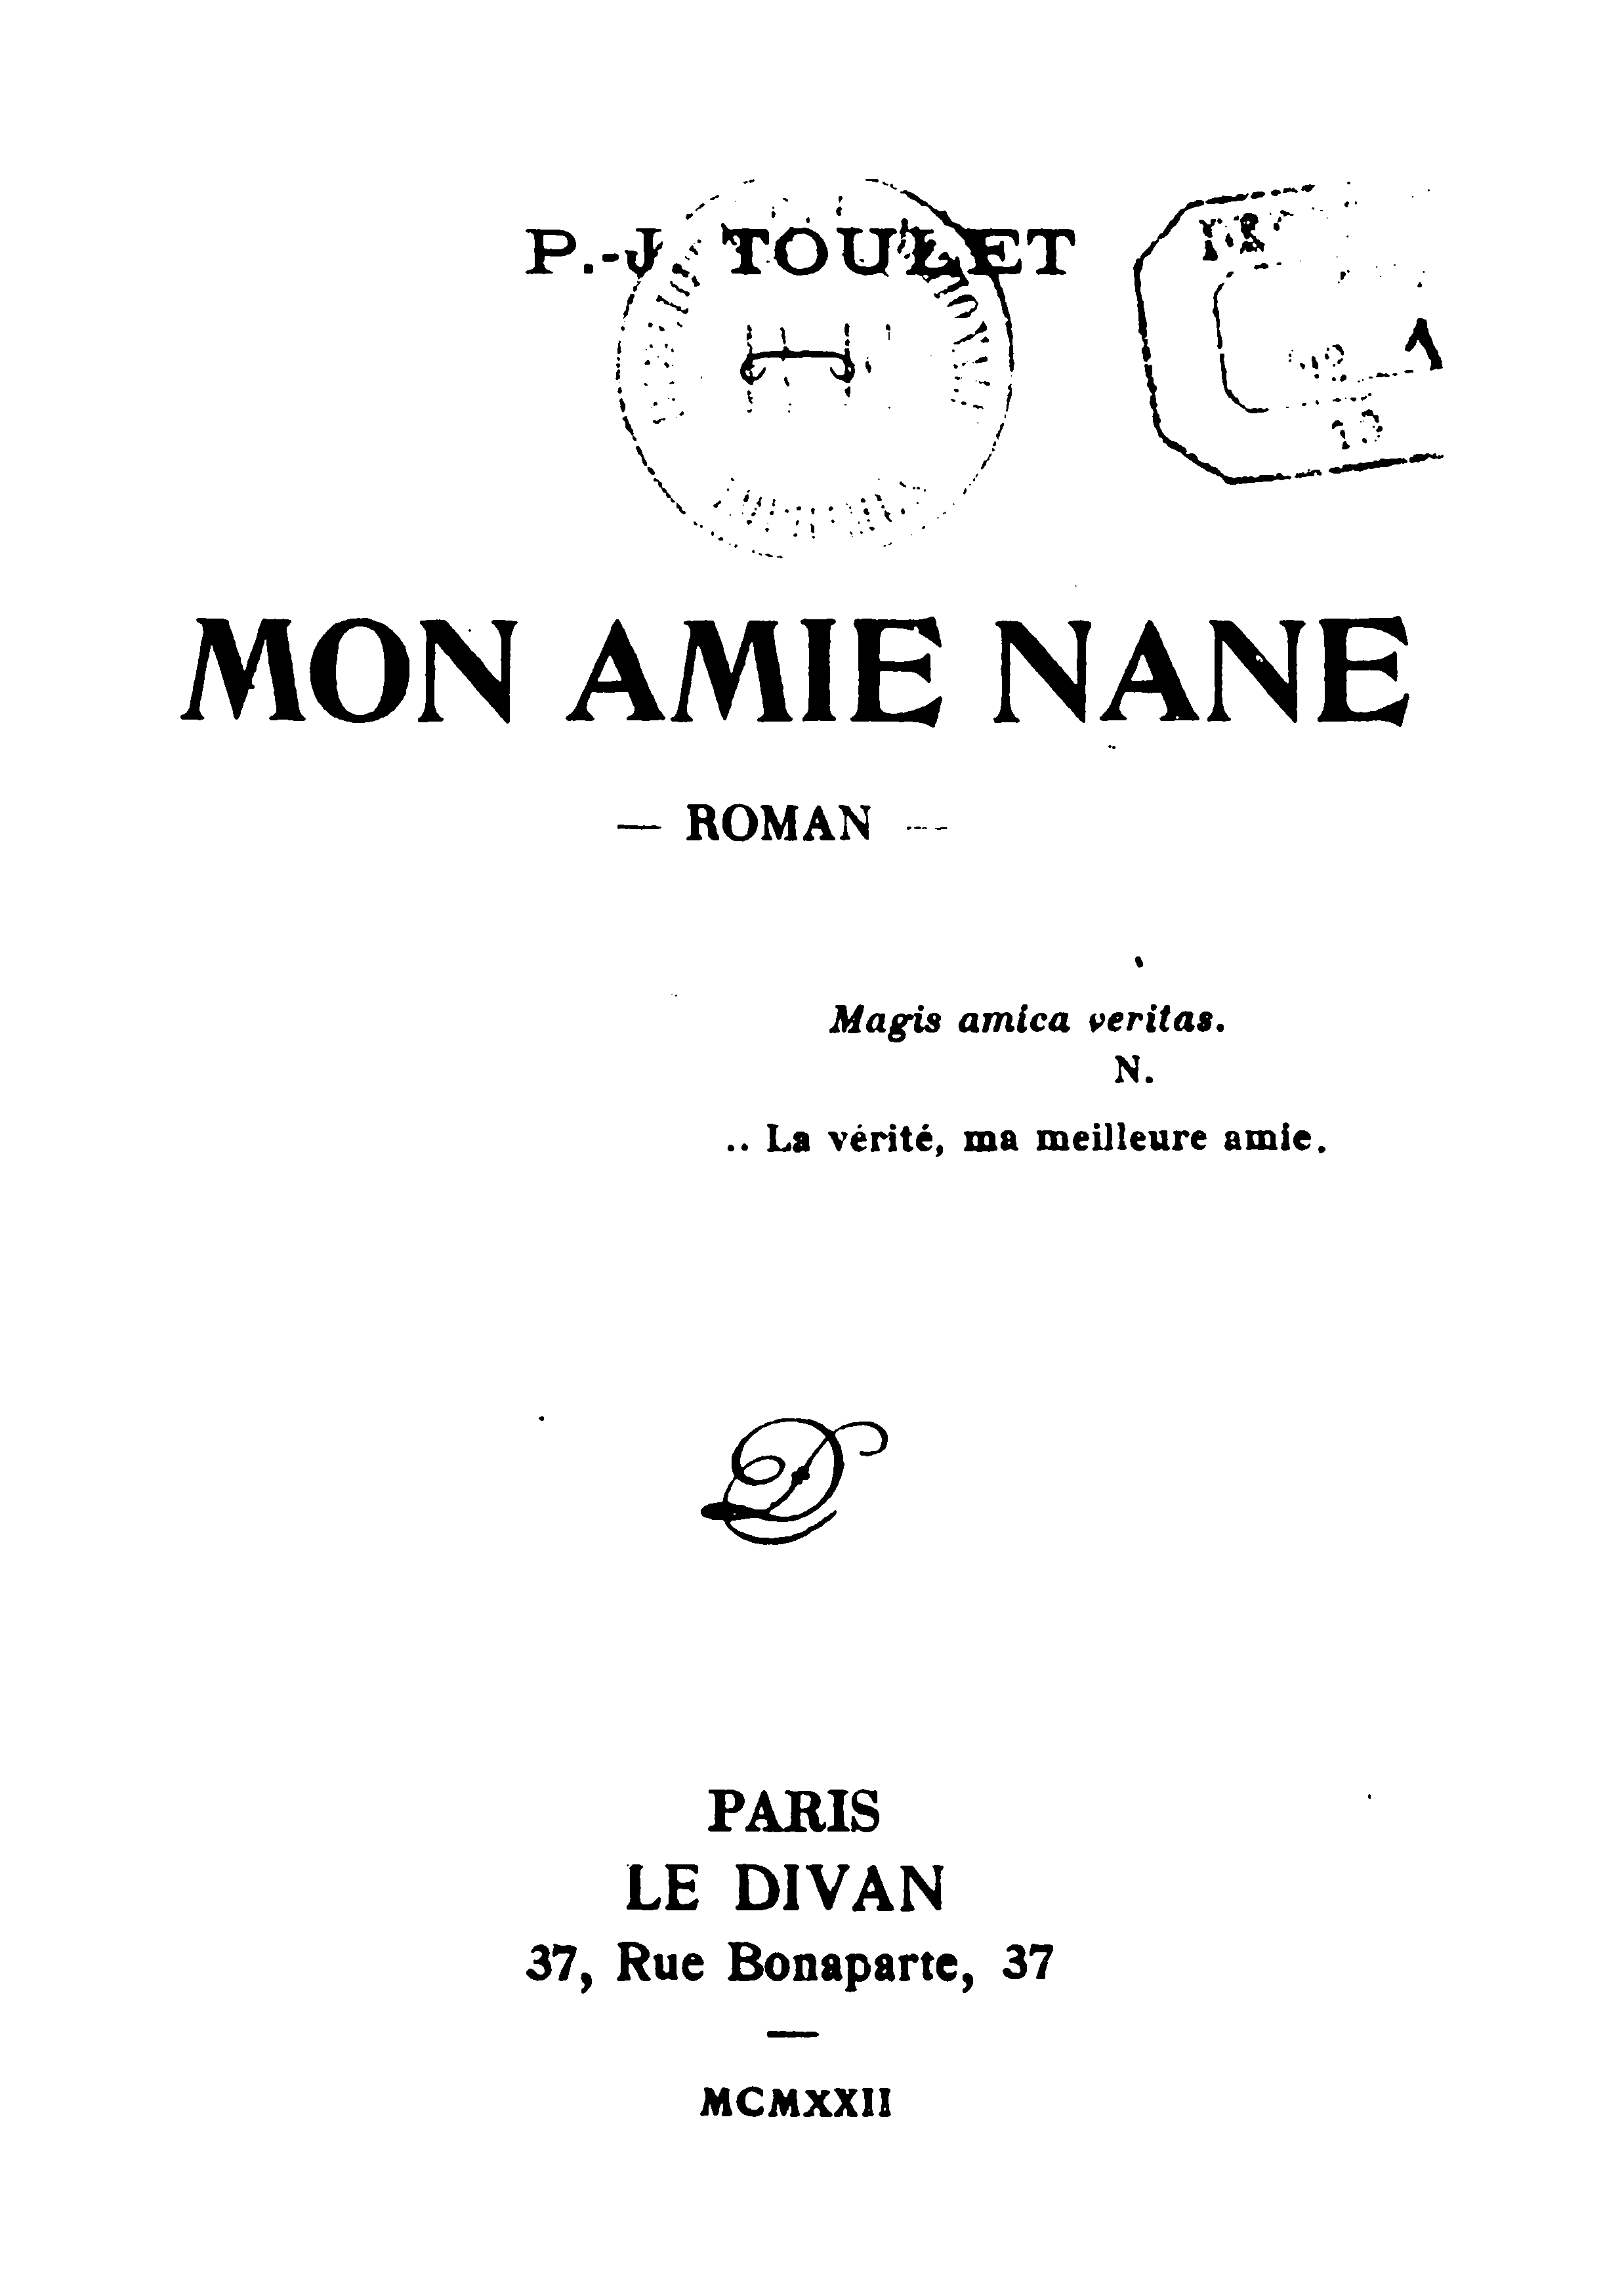 P.-J. TOULET
MON AMIE NANE
— ROMAN —
Magis amica veritas.
N.
.. La vérité, ma meilleure amie.
D
PARIS
LE DIVAN
37, Rue Bonaparte, 37
MCMXXII